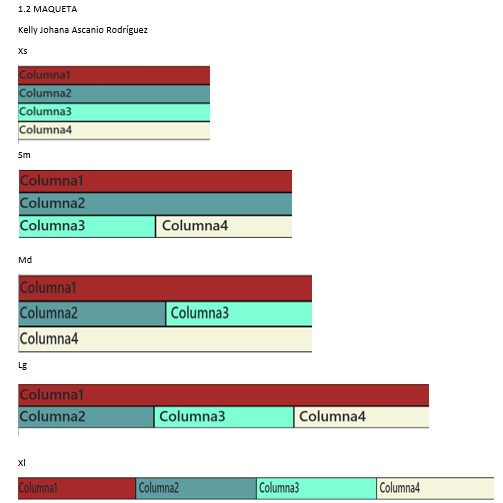 1.2 MAQUETA
Kelly Johana Ascanio Rodríguez
Xs
Columna1
Columna2
Columna3
Columna4
Sm
Columna1
Columna2
Columna3 Columna4
Md
Columna1
Columna2 Columna3
Columna4
Lg
Columna1
Columna2 Columna3 Columna4
Xl
Columna1 Columna2 Columna3 Columna4